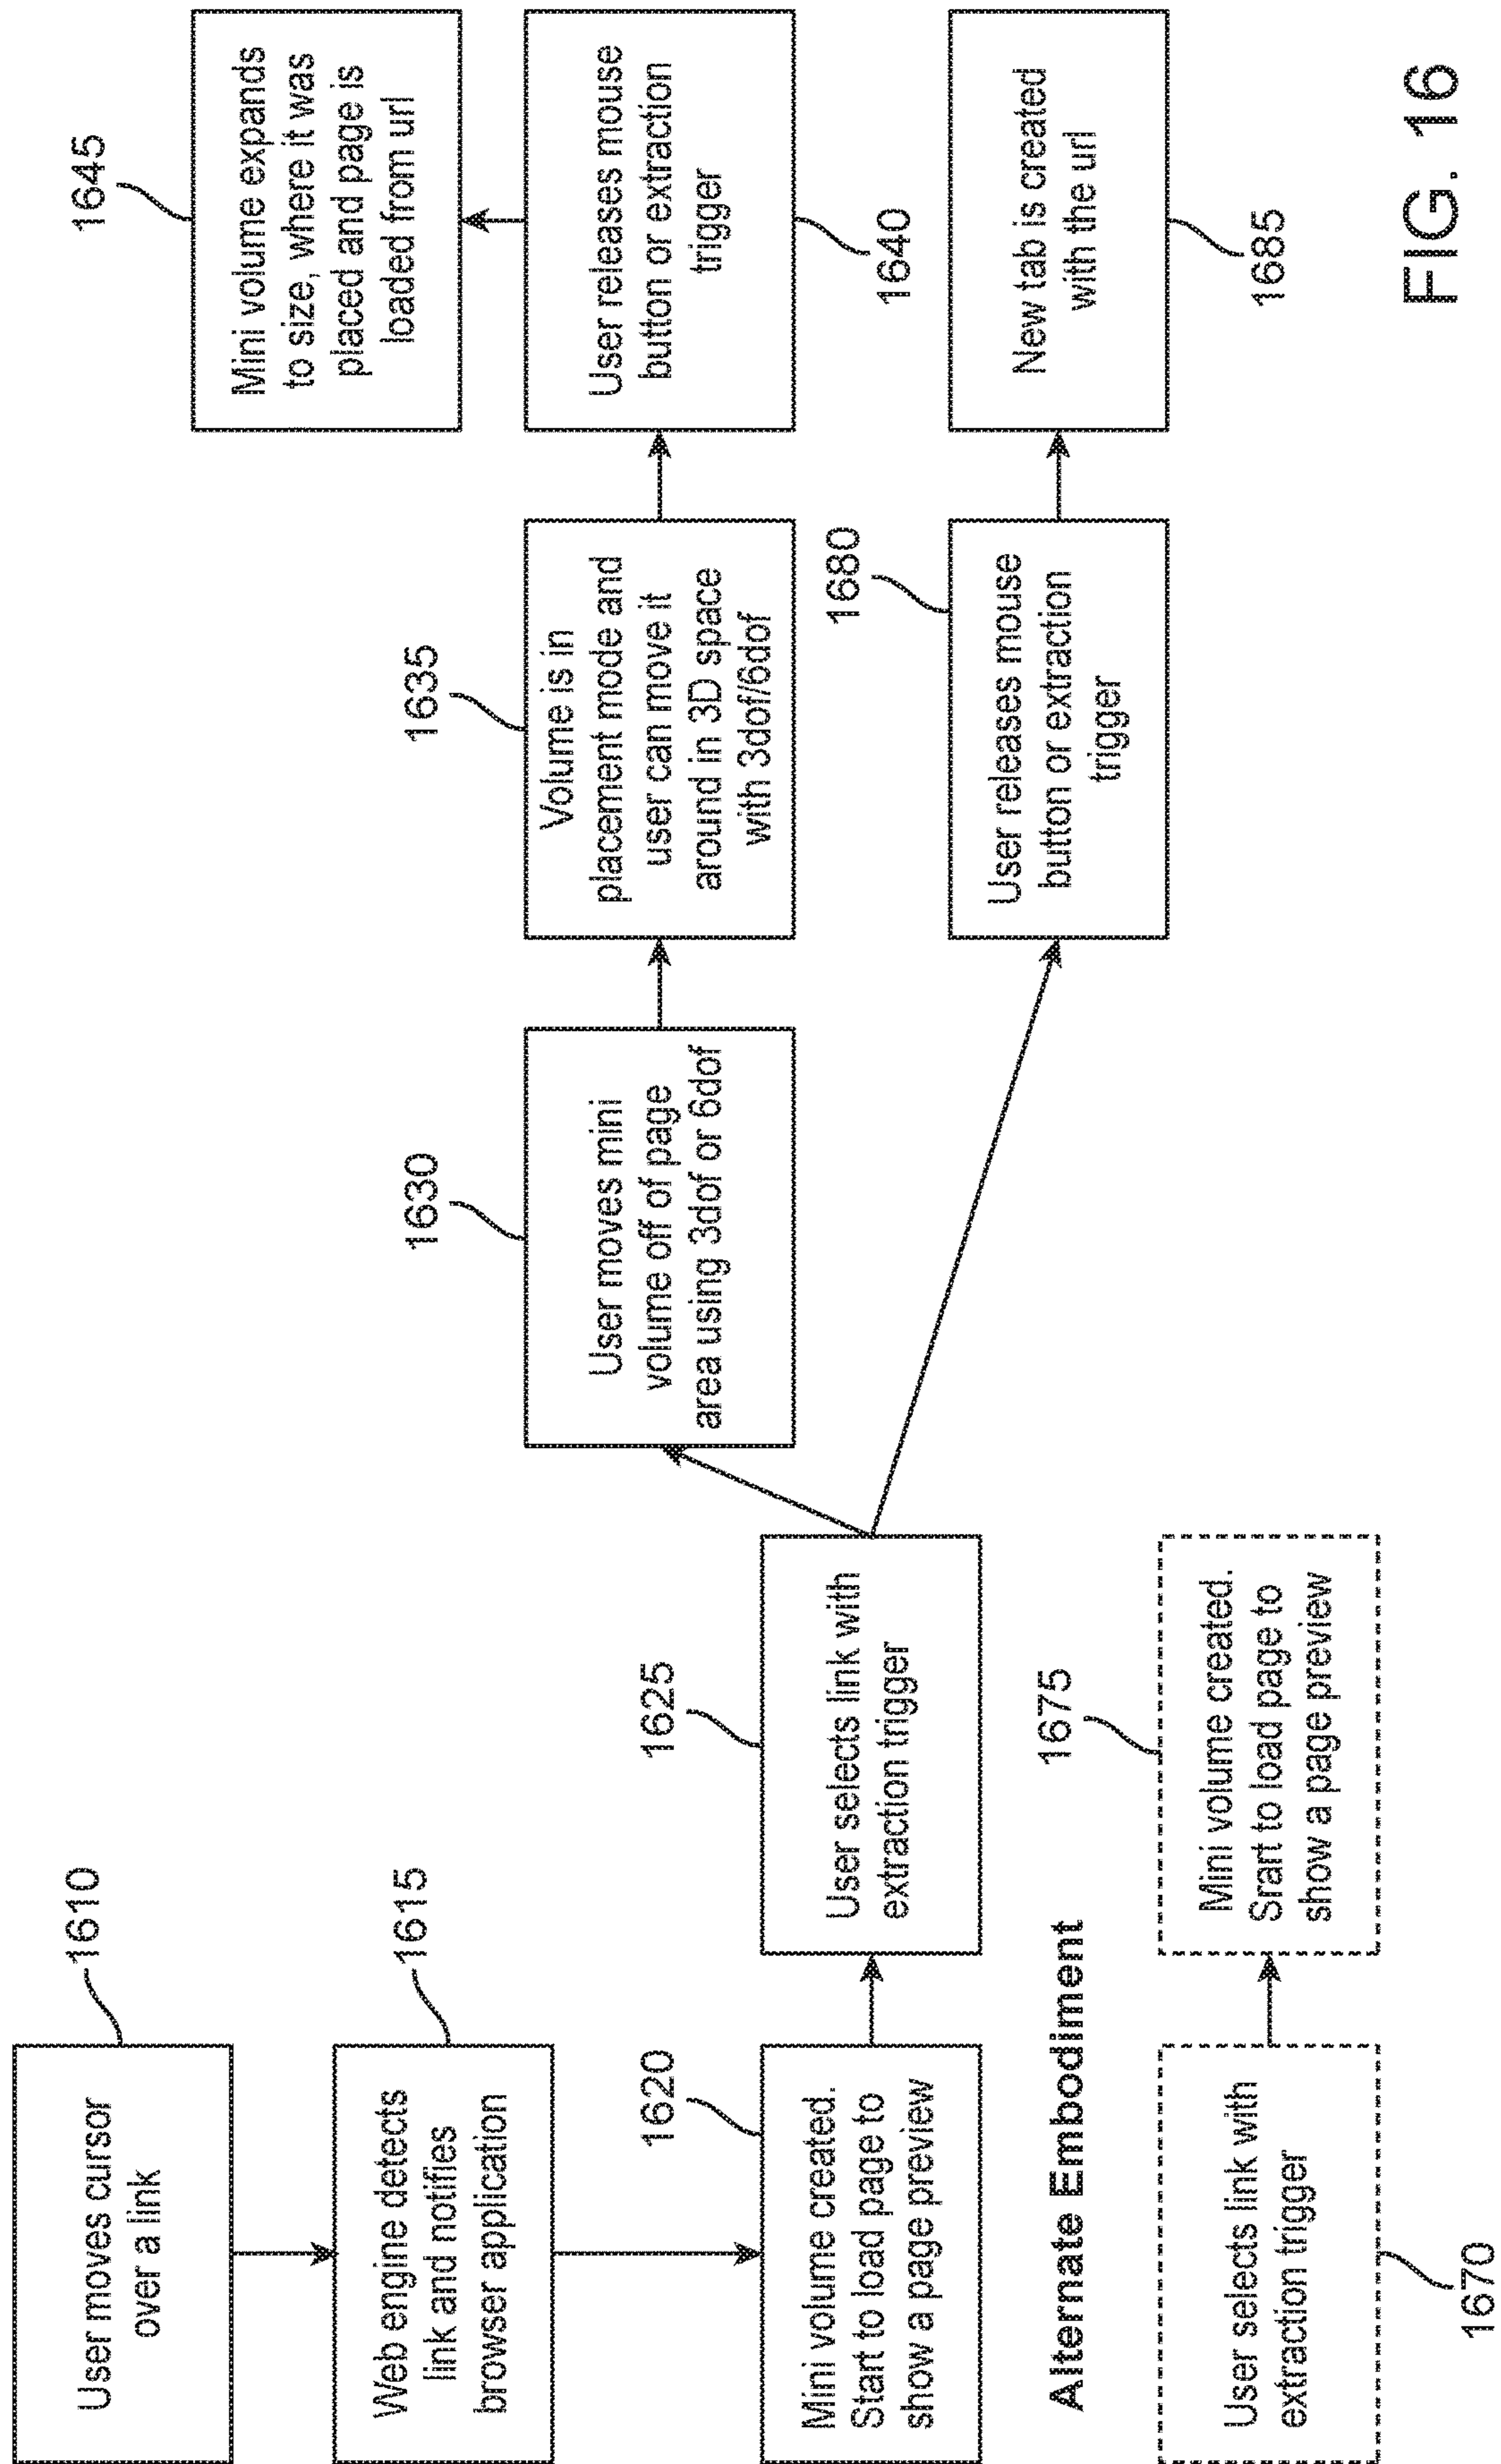 1610
User moves cursor
over a link
1615
Web engine detects
link and notifies
browser application
1620
Mini volume created.
Start to load page to
show a page preview
1625
User selects link with
extraction trigger
1630
User moves mini
volume off of page
area using 3dof or 6dof
1635
Volume is in
placement mode and
user can move it
around in 3D space
with 3dof/6dof
User releases mouse
button or extraction
trigger
1640
1645
Mini volume expands
to size, where it was
placed and page is
loaded from url
1680
User releases mouse
button or extraction
trigger
New tab is created
with the url
1685
Alternate Embodiment
User selects link with
extraction trigger
1670
1675
Mini volume created.
Srart to load page to
show a page preview
FIG. 16